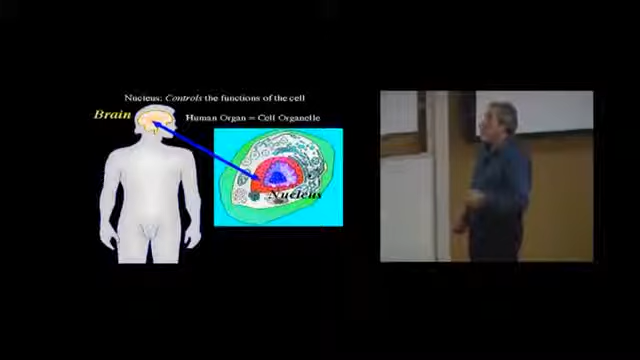 Nucleus: Controls the functions of the cell
Brain
Human Organ = Cell Organelle
Nucleus